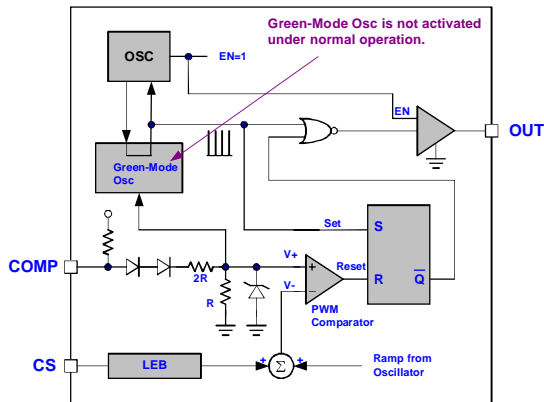 Green-Mode Osc is not activated
under normal operation.
OSC
EN=1
EN
OUT
Green-Mode
Osc
Set
S
COMP
2R
V+
Reset
R
Q
R
V-
PWM
Comparator
CS
LEB
+
Σ
+
Ramp from
Oscillator
+
−